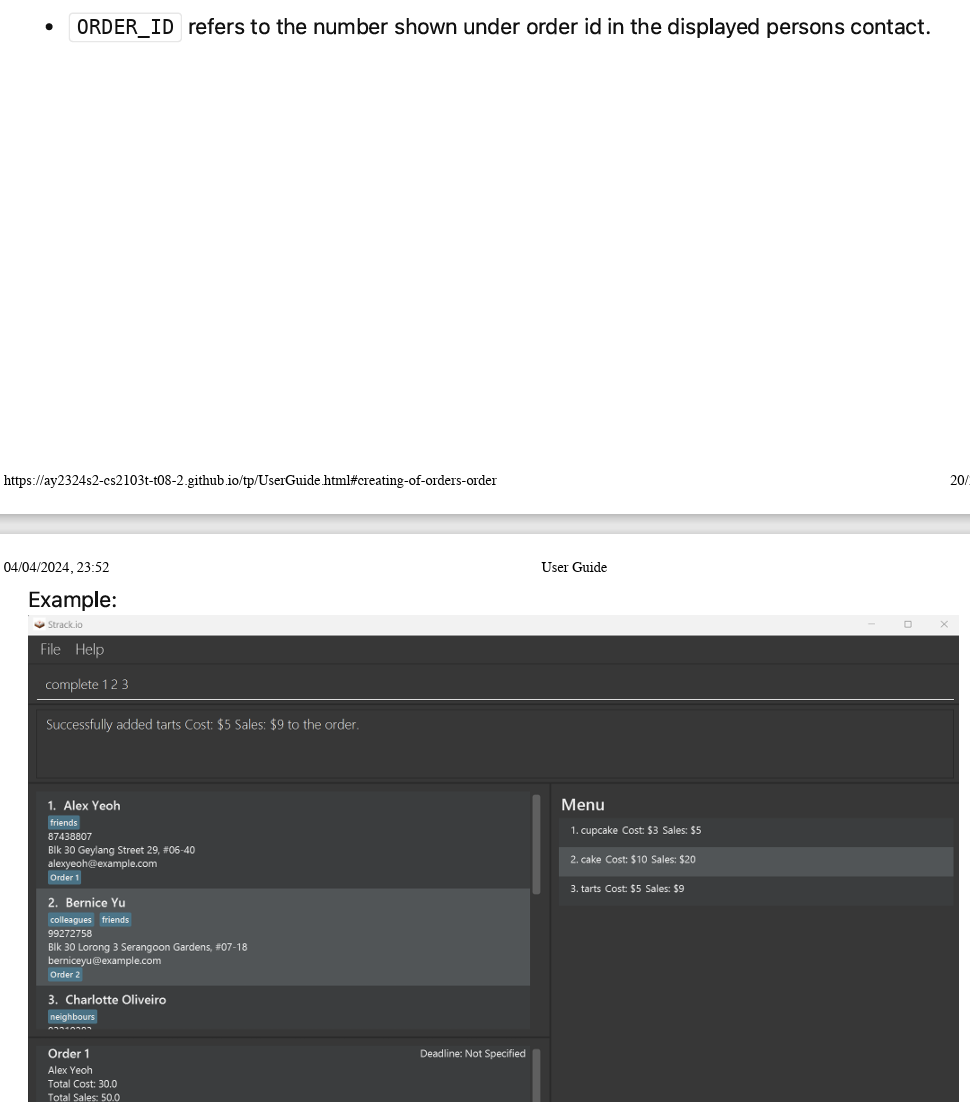 ORDER_ID refers to the number shown under order id in the displayed persons contact.
https://ay2324s2-cs2103t-t08-2.github.io/tp/UserGuide.html#creating-of-orders-order 20/
04/04/2024, 23:52 User Guide
Example:
Strack.io
File Help
complete 1 2 3
Successfully added tarts Cost: $5 Sales: $9 to the order.
1. Alex Yeoh
friends
87438807
Blk 30 Geylang Street 29, #06-40
alexyeoh@example.com
Order 1
2. Bernice Yu
colleagues friends
99272758
Blk 30 Lorong 3 Serangoon Gardens, #07-18
berniceyu@example.com
Order 2
3. Charlotte Oliveiro
neighbours
Menu
1. cupcake Cost: $3 Sales: $5
2. cake Cost: $10 Sales: $20
3. tarts Cost: $5 Sales: $9
Order 1 Deadline: Not Specified
Alex Yeoh
Total Cost: 30.0
Total Sales: 50.0